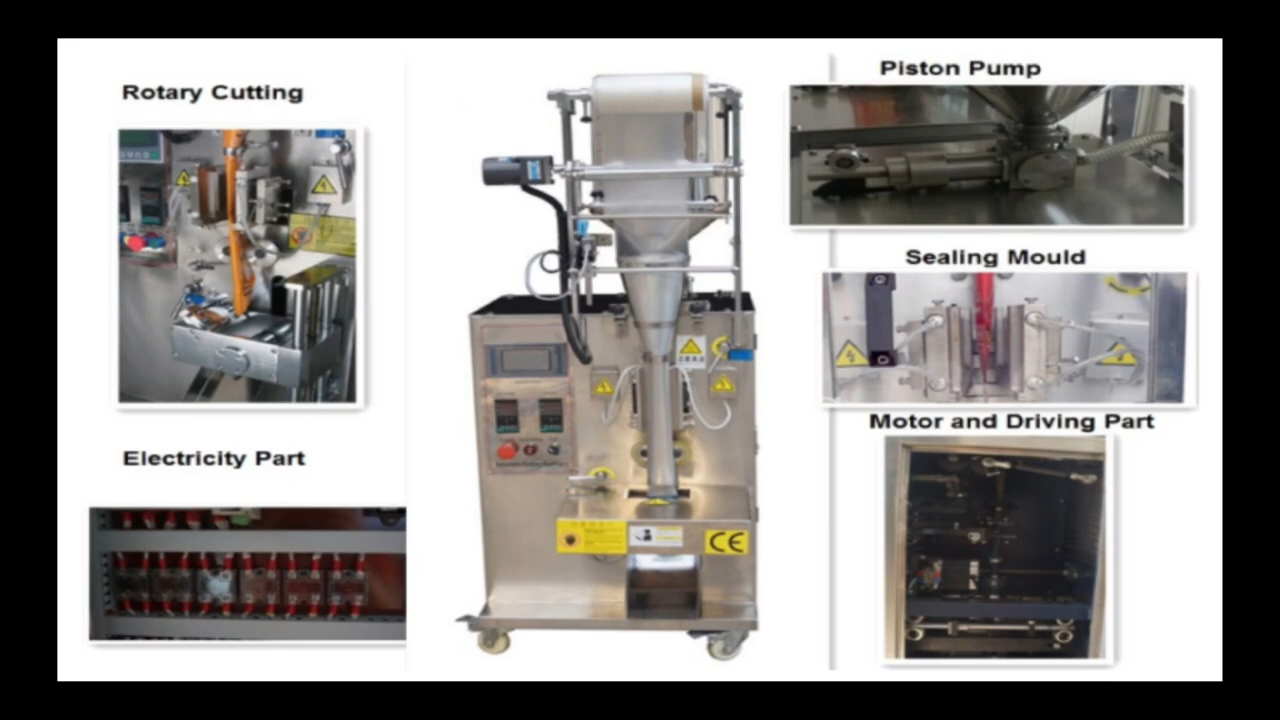 Rotary Cutting
Electricity Part
Piston Pump
Sealing Mould
Motor and Driving Part
CE